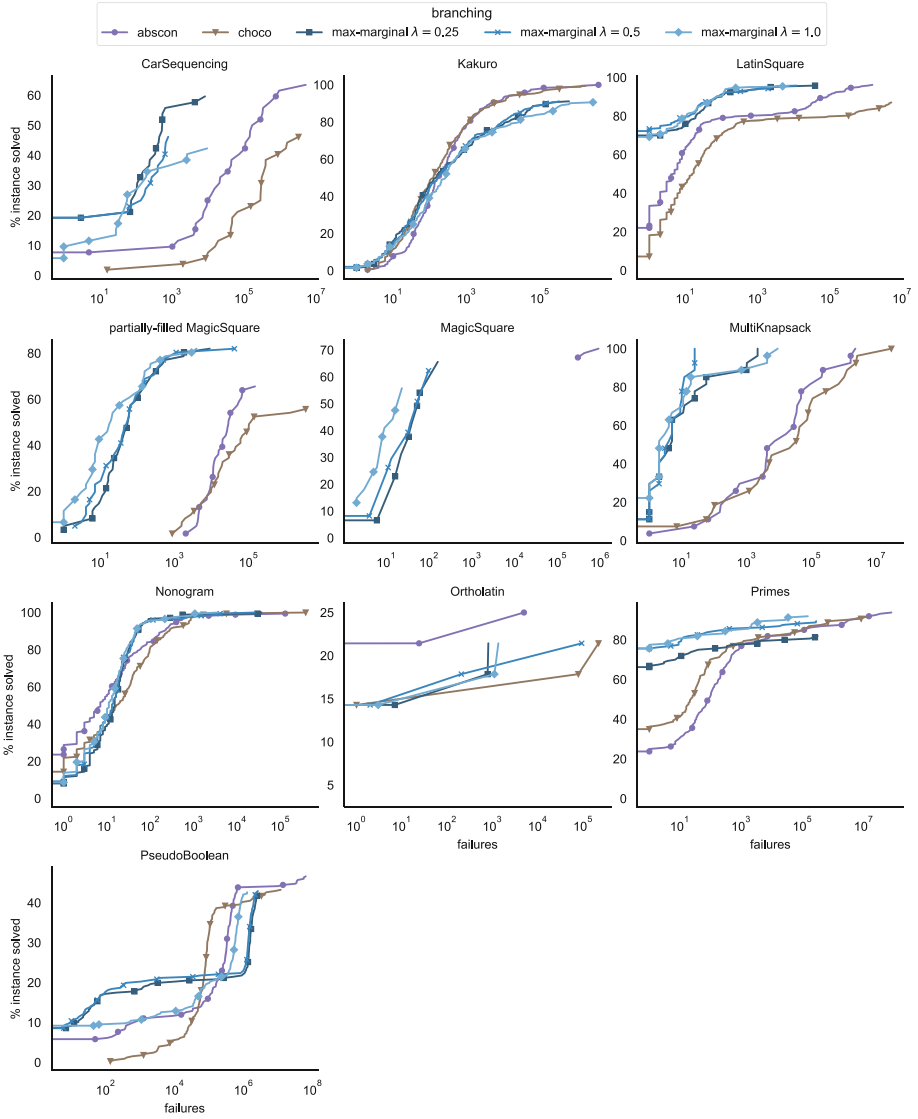 branching
abscon choco max-marginal λ = 0.25 max-marginal λ = 0.5 max-marginal λ = 1.0
CarSequencing Kakuro LatinSquare
% instance solved
60
50
40
30
20
10
0
10^1 10^3 10^5 10^7
100
80
60
40
20
0
10^1 10^3 10^5
100
80
60
40
20
0
10^1 10^3 10^5 10^7
partially-filled MagicSquare MagicSquare MultiKnapsack
% instance solved
80
60
40
20
0
10^1 10^3 10^5
70
60
50
40
30
20
10
0
10^1 10^2 10^3 10^4 10^5 10^6
100
80
60
40
20
0
10^1 10^3 10^5 10^7
Nonogram Ortholatin Primes
% instance solved
100
80
60
40
20
0
10^0 10^1 10^2 10^3 10^4 10^5
25
20
15
10
5
10^0 10^1 10^2 10^3 10^4 10^5
failures
80
60
40
20
0
10^1 10^3 10^5 10^7
failures
PseudoBoolean
% instance solved
40
30
20
10
0
10^2 10^4 10^6 10^8
failures